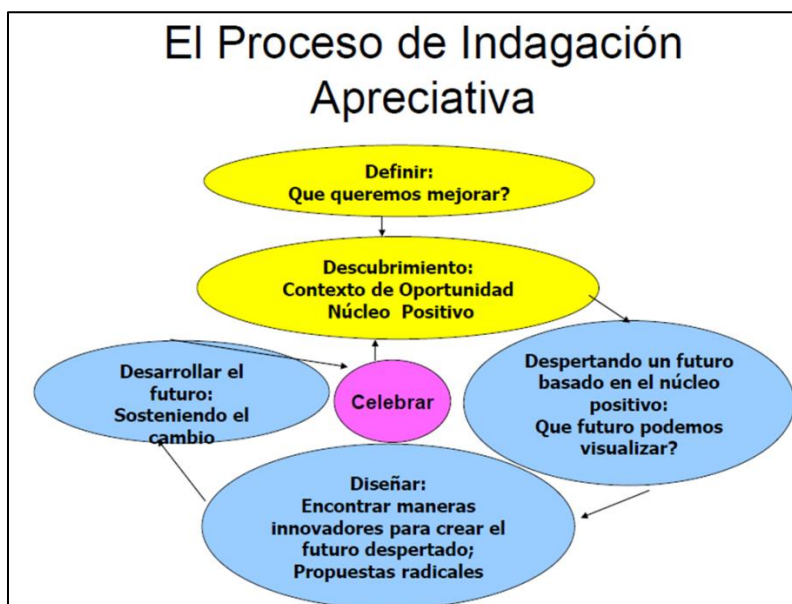 El Proceso de Indagación
Apreciativa
Definir:
Que queremos mejorar?
Descubrimiento:
Contexto de Oportunidad
Núcleo Positivo
Despertando un futuro
basado en el núcleo
positivo:
Que futuro podemos
visualizar?
Diseñar:
Encontrar maneras
innovadores para crear el
futuro despertado;
Propuestas radicales
Desarrollar el
futuro:
Sosteniendo el
cambio
Celebrar